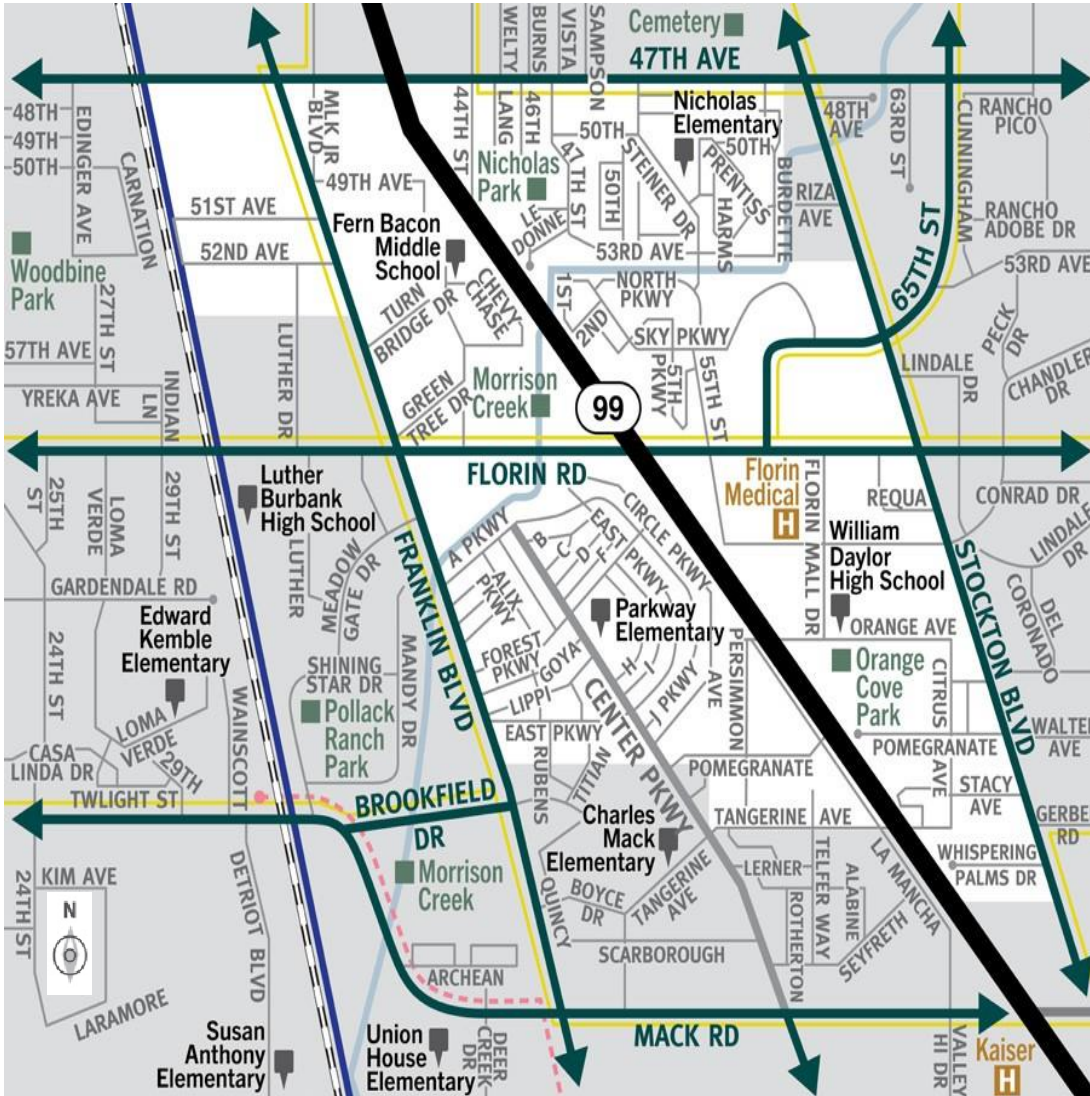 Cemetery
47TH AVE
WELTY
BURNS
VISTA
SAMPSON
48TH
49TH
50TH
EDINGER AVE
CARNATION
MLK JR
BLVD
44TH ST
LANG
46TH
47 TH ST
50TH
STEINER DR
Nicholas
Elementary
50TH
PRENTISS
HARMS
BURDETTE
48TH
AVE
63RD ST
CUNNINGHAM
RANCHO
PICO
Nicholas
Park
50TH
49TH AVE
51ST AVE
52ND AVE
Fern Bacon
Middle
School
LE
DONNE
53RD AVE
RIZA
AVE
65TH ST
RANCHO
ADOBE DR
53RD AVE
Woodbine
Park
27TH ST
57TH AVE
YREKA AVE
INDIAN
LN
LUTHER DR
TURN
BRIDGE DR
CHEVY
CHASE
1ST
2ND
NORTH
PKWY
SKY PKWY
5TH
PKWY
55TH ST
GREEN
TREE DR
Morrison
Creek
99
PECK
DR
LINDALE
DR
CHANDLER
DR
FLORIN RD
25TH
ST
LOMA
VERDE
29TH ST
Luther
Burbank
High School
LUTHER
MEADOW
GATE DR
FRANKLIN BLVD
A PKWY
B
C
D
F
EAST PKWY
CIRCLE PKWY
AVE
Florin
Medical
H
FLORIN MALL DR
REQUA
CONRAD DR
LINDALE
DR
William
Daylor
High School
STOCKTON BLVD
DEL
CORONADO
GARDENDALE RD
Edward
Kemble
Elementary
24TH ST
WAINSCOTT
SHINING
STAR DR
MANDY DR
Pollack
Ranch
Park
ALIX
PKWY
FOREST
PKWY
GOYA
LIPPI
Parkway
Elementary
H
I
J PKWY
PERSIMMON
ORANGE AVE
Orange
Cove
Park
CITRUS
AVE
POMEGRANATE
WALTER
AVE
CASA
LINDA DR
LOMA
VERDE
29TH
TWLIGHT ST
EAST PKWY
RUBENS
TITIAN
CENTER PKWY
POMEGRANATE
STACY
AVE
BROOKFIELD
DR
Charles
Mack
Elementary
TANGERINE AVE
GERBE
RD
WHISPERING
PALMS DR
24TH ST
KIM AVE
N
LARAMORE
DETRIOT BLVD
Morrison
Creek
QUINCY
BOYCE
DR
TANGERINE
AVE
LERNER
ROTHERTON
TELFER WAY
ALABINE
SEYFRETH
LA MANCHA
SCARBOROUGH
ARCHEAN
MACK RD
Susan
Anthony
Elementary
Union
House
Elementary
DEER
CREEK
DR
VALLEY
HI DR
Kaiser
H